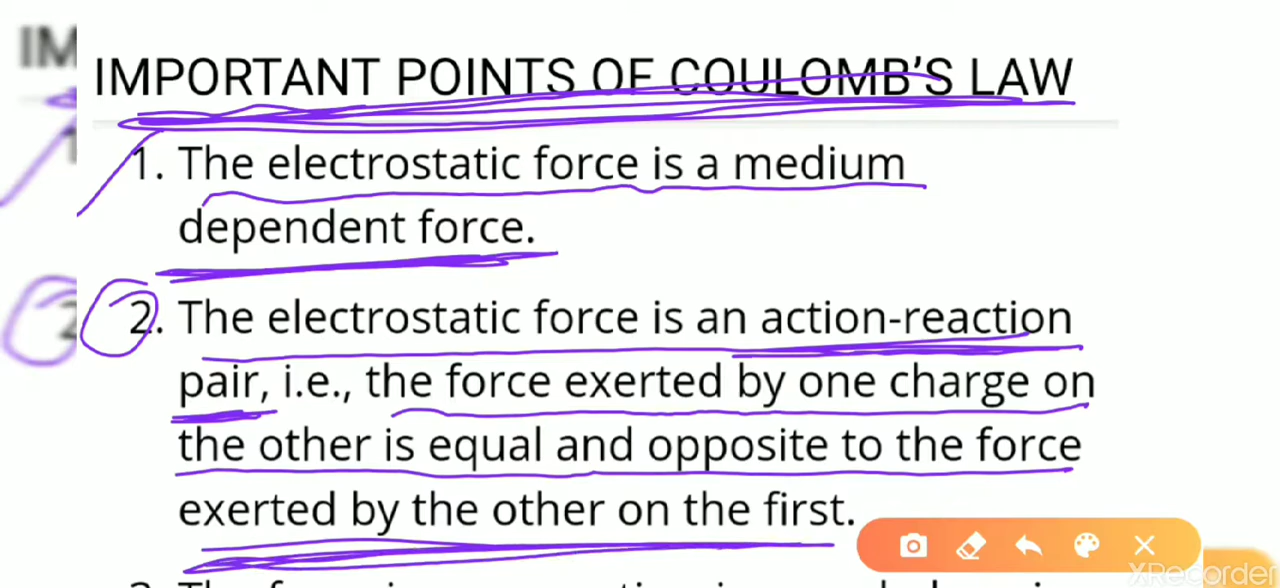 IMPORTANT POINTS OF COULOMB'S LAW
1. The electrostatic force is a medium
dependent force.
2. The electrostatic force is an action-reaction
pair, i.e., the force exerted by one charge on
the other is equal and opposite to the force
exerted by the other on the first.
XRecorder